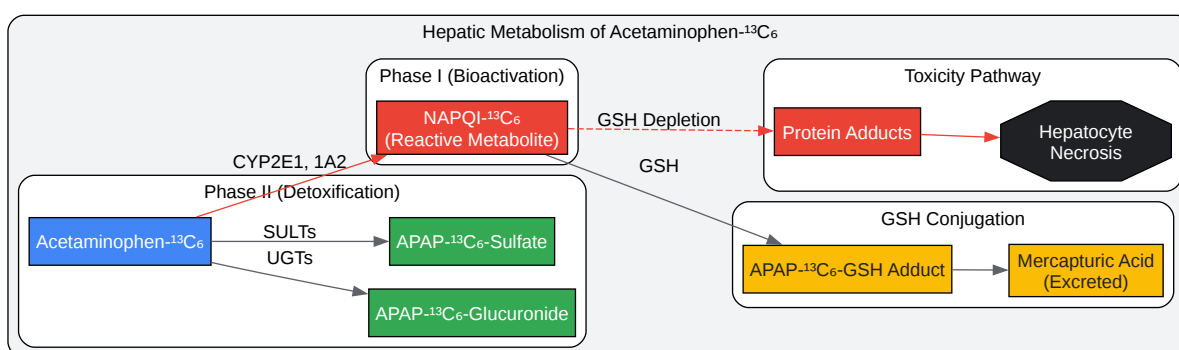 Hepatic Metabolism of Acetaminophen-¹³C₆
Phase I (Bioactivation)
NAPQI-¹³C₆
(Reactive Metabolite)
GSH Depletion
Toxicity Pathway
Protein Adducts
Hepatocyte
Necrosis
CYP2E1, 1A2
GSH
Phase II (Detoxification)
Acetaminophen-¹³C₆
SULTs
UGTs
APAP-¹³C₆-Sulfate
APAP-¹³C₆-Glucuronide
GSH Conjugation
APAP-¹³C₆-GSH Adduct
Mercapturic Acid
(Excreted)